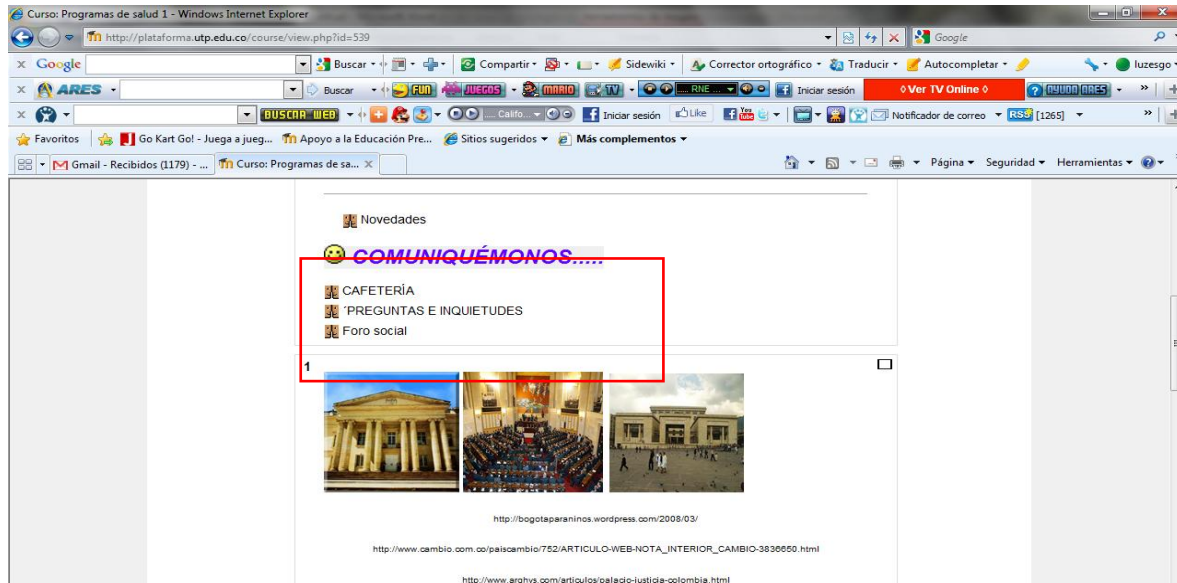 Curso: Programas de salud 1 - Windows Internet Explorer
http://plataforma.utp.edu.co/course/view.php?id=539 Google
x Google Buscar Compartir Sidewiki Corrector ortográfico Traducir Autocompletar luzesgo
x ARES Buscar FUN JUEGOS MARIO TV RNE ... Iniciar sesión ◊Ver TV Online ◊ AYUDA ARES »
x BUSCAR WEB .... Califo... Iniciar sesión Like You Tube Notificador de correo RSS [1265] »
Favoritos Go Kart Go! - Juega a jueg... Apoyo a la Educación Pre... Sitios sugeridos Más complementos
Gmail - Recibidos (1179) - ... Curso: Programas de sa... X Página Seguridad Herramientas
Novedades
COMUNIQUÉMONOS.....
CAFETERÌA
´PREGUNTAS E INQUIETUDES
Foro social
1
http://bogotaparaninos.wordpress.com/2008/03/
http://www.cambio.com.co/paiscambio/752/ARTICULO-WEB-NOTA_INTERIOR_CAMBIO-3836650.html
http://www.arqhys.com/articulos/palacio-justicia-colombia.html